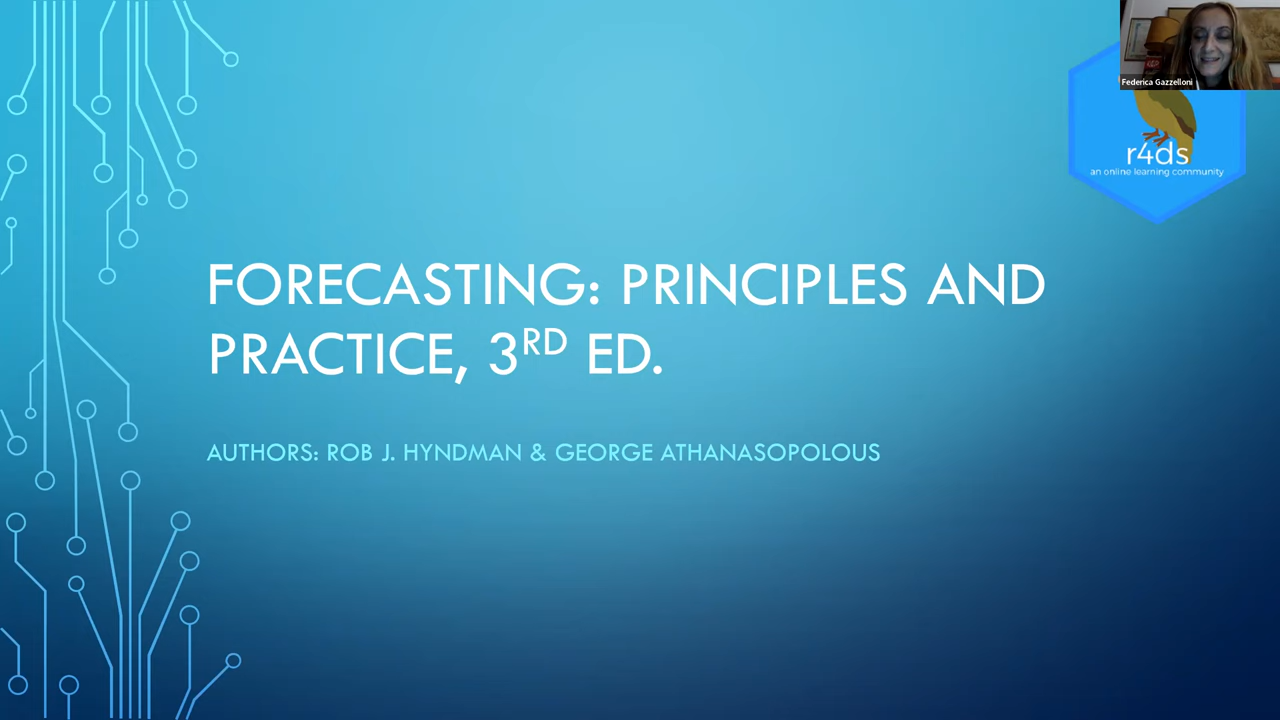 Federica Gazzelloni
r4ds
an online learning community
FORECASTING: PRINCIPLES AND
PRACTICE, 3RD ED.
AUTHORS: ROB J. HYNDMAN & GEORGE ATHANASOPOLOUS